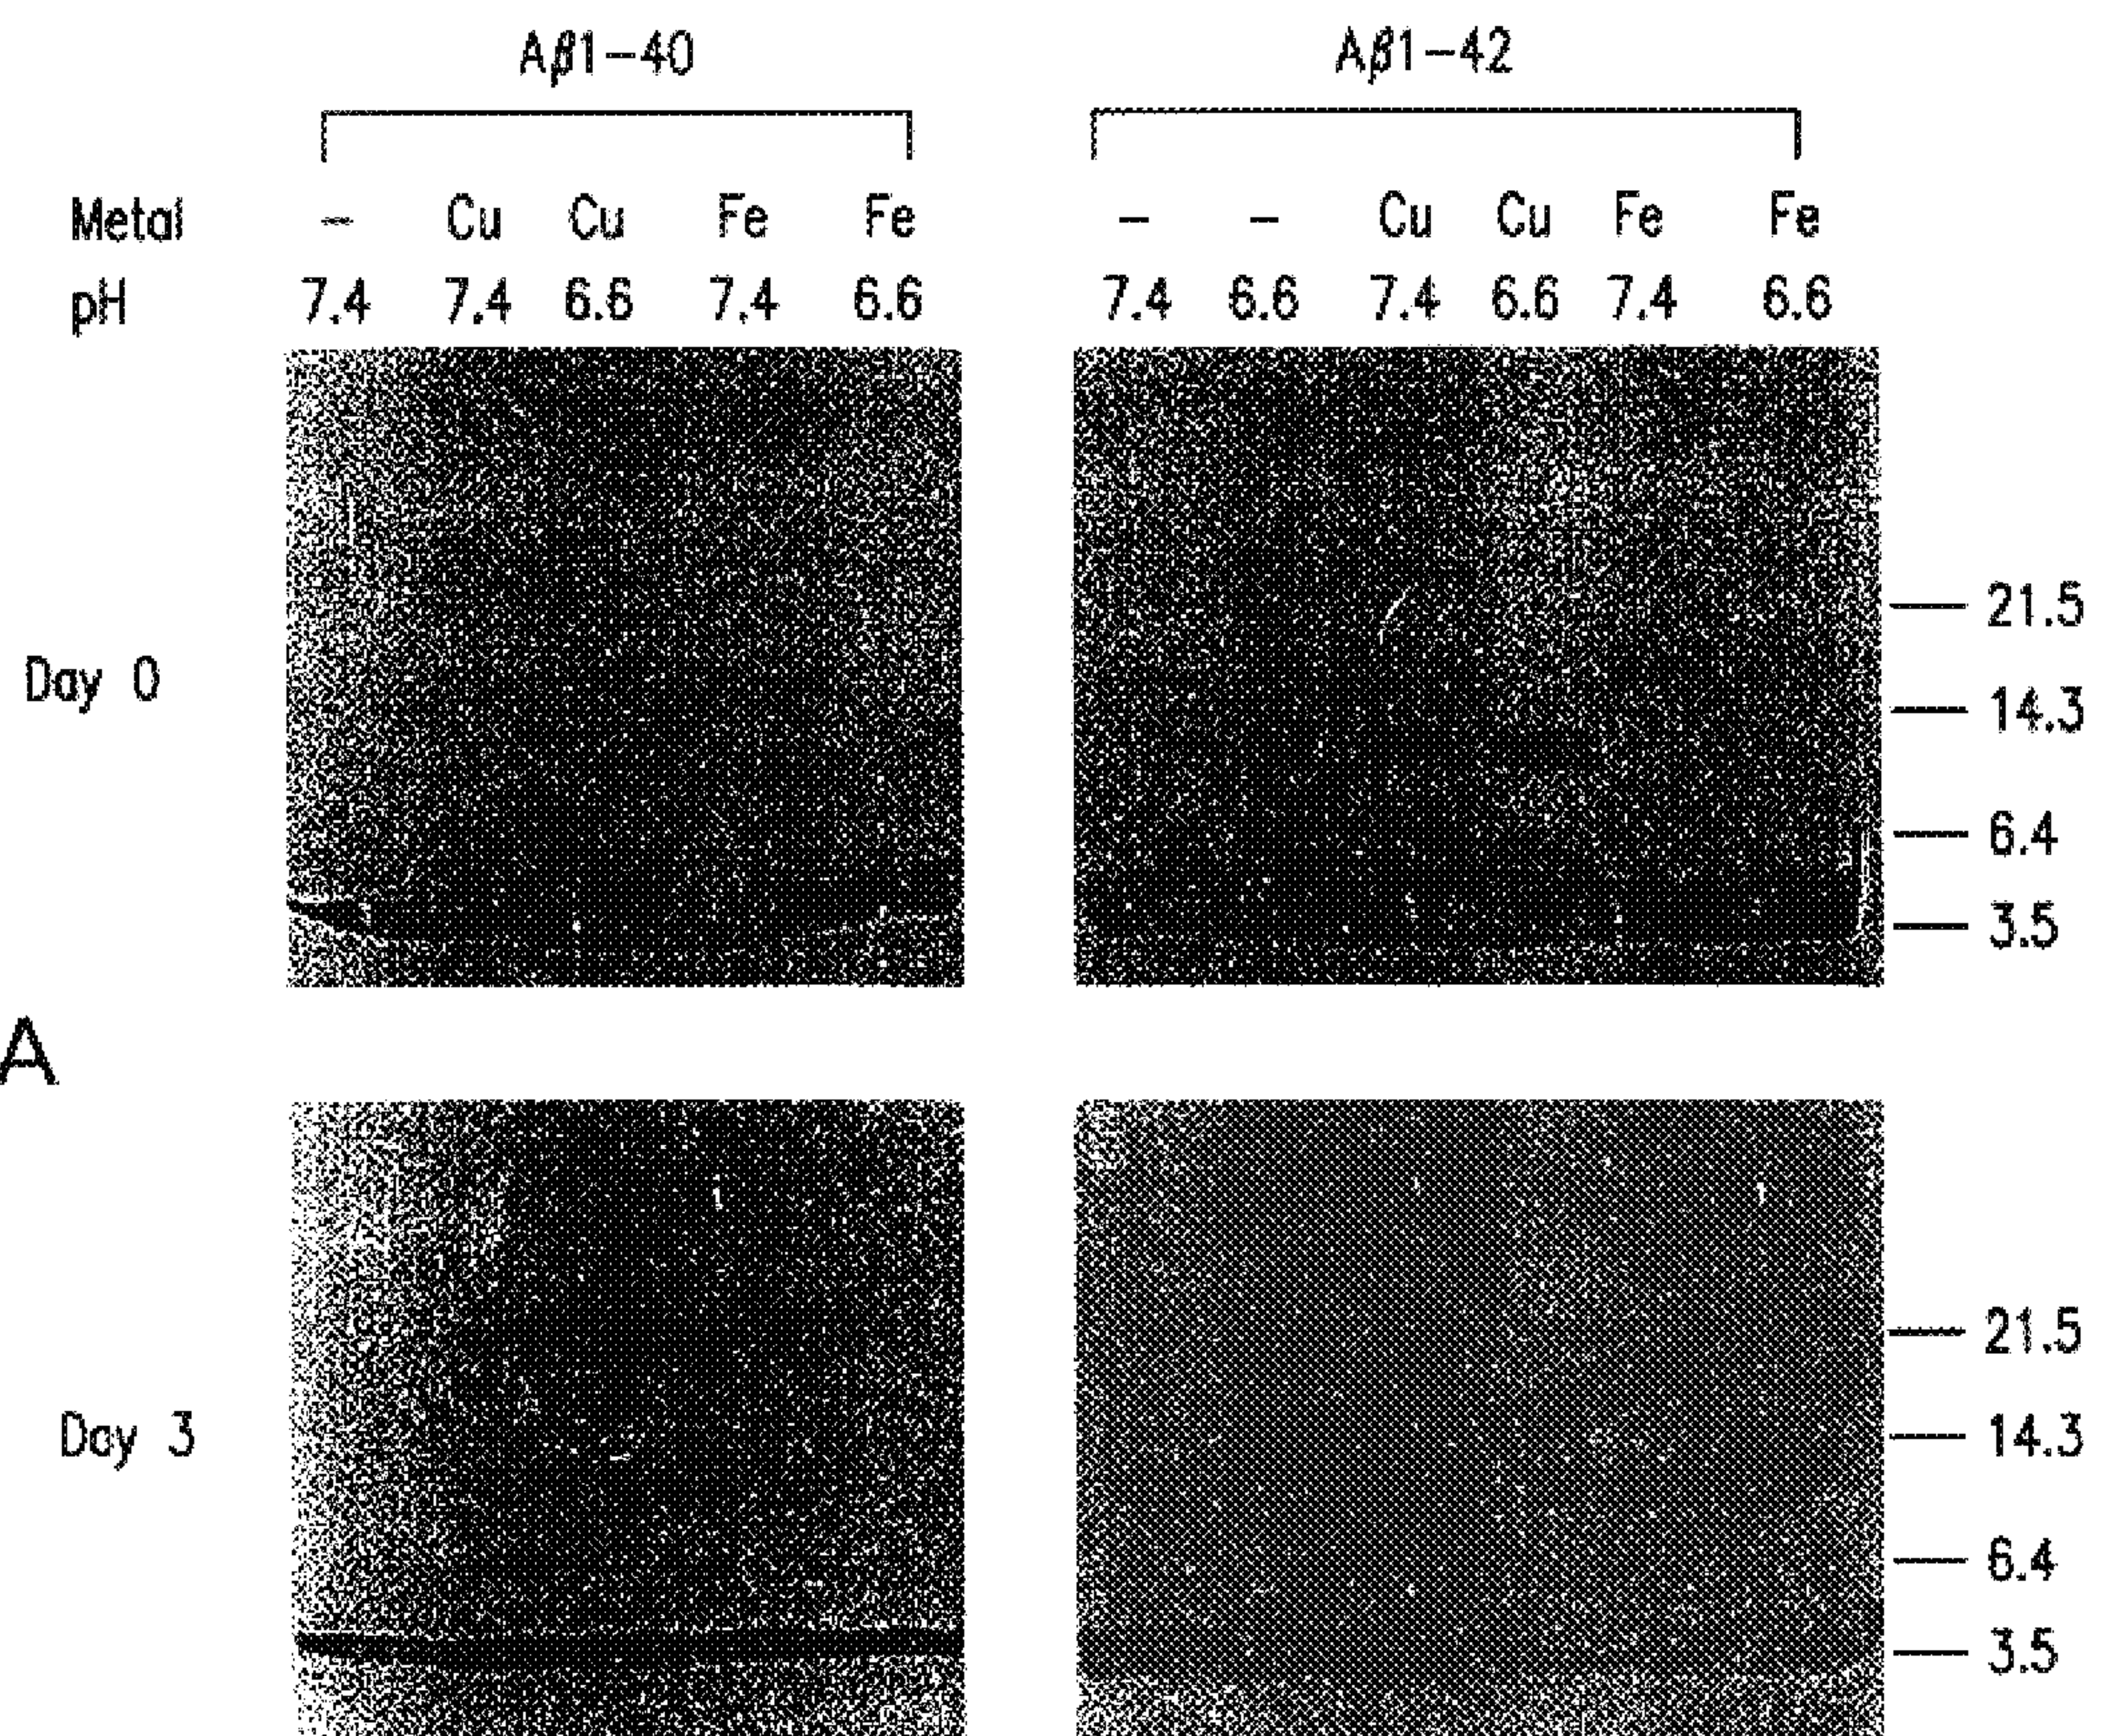 Aβ1-40 Aβ1-42
Metal - Cu Cu Fe Fe - - Cu Cu Fe Fe
pH 7.4 7.4 6.6 7.4 6.6 7.4 6.6 7.4 6.6 7.4 6.6
21.5
Day 0
14.3
6.4
3.5
A
21.5
Day 3
14.3
6.4
3.5